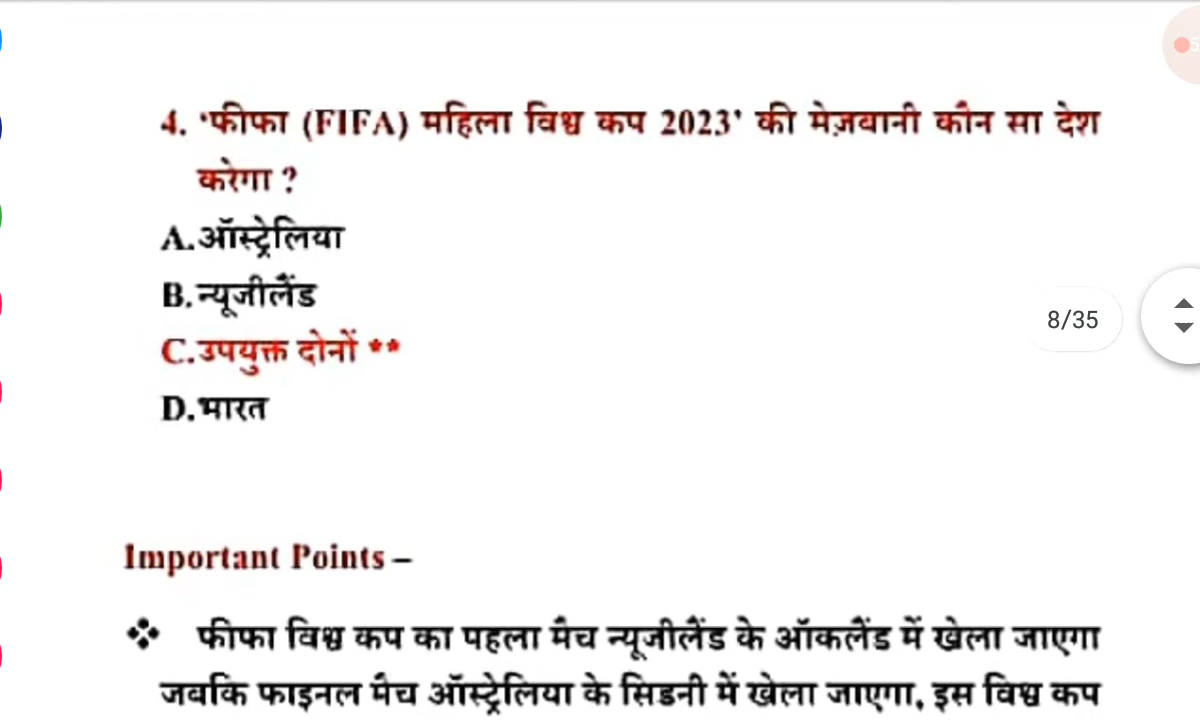 4. 'फीफा (FIFA) महिला विश्व कप 2023' की मेज़बानी कौन सा देश
करेगा ?
A.ऑस्ट्रेलिया
B.न्यूजीलैंड
C.उपयुक्त दोनों **
D.भारत
8/35
Important Points –
❖ फीफा विश्व कप का पहला मैच न्यूजीलैंड के ऑकलैंड में खेला जाएगा
जबकि फाइनल मैच ऑस्ट्रेलिया के सिडनी में खेला जाएगा, इस विश्व कप